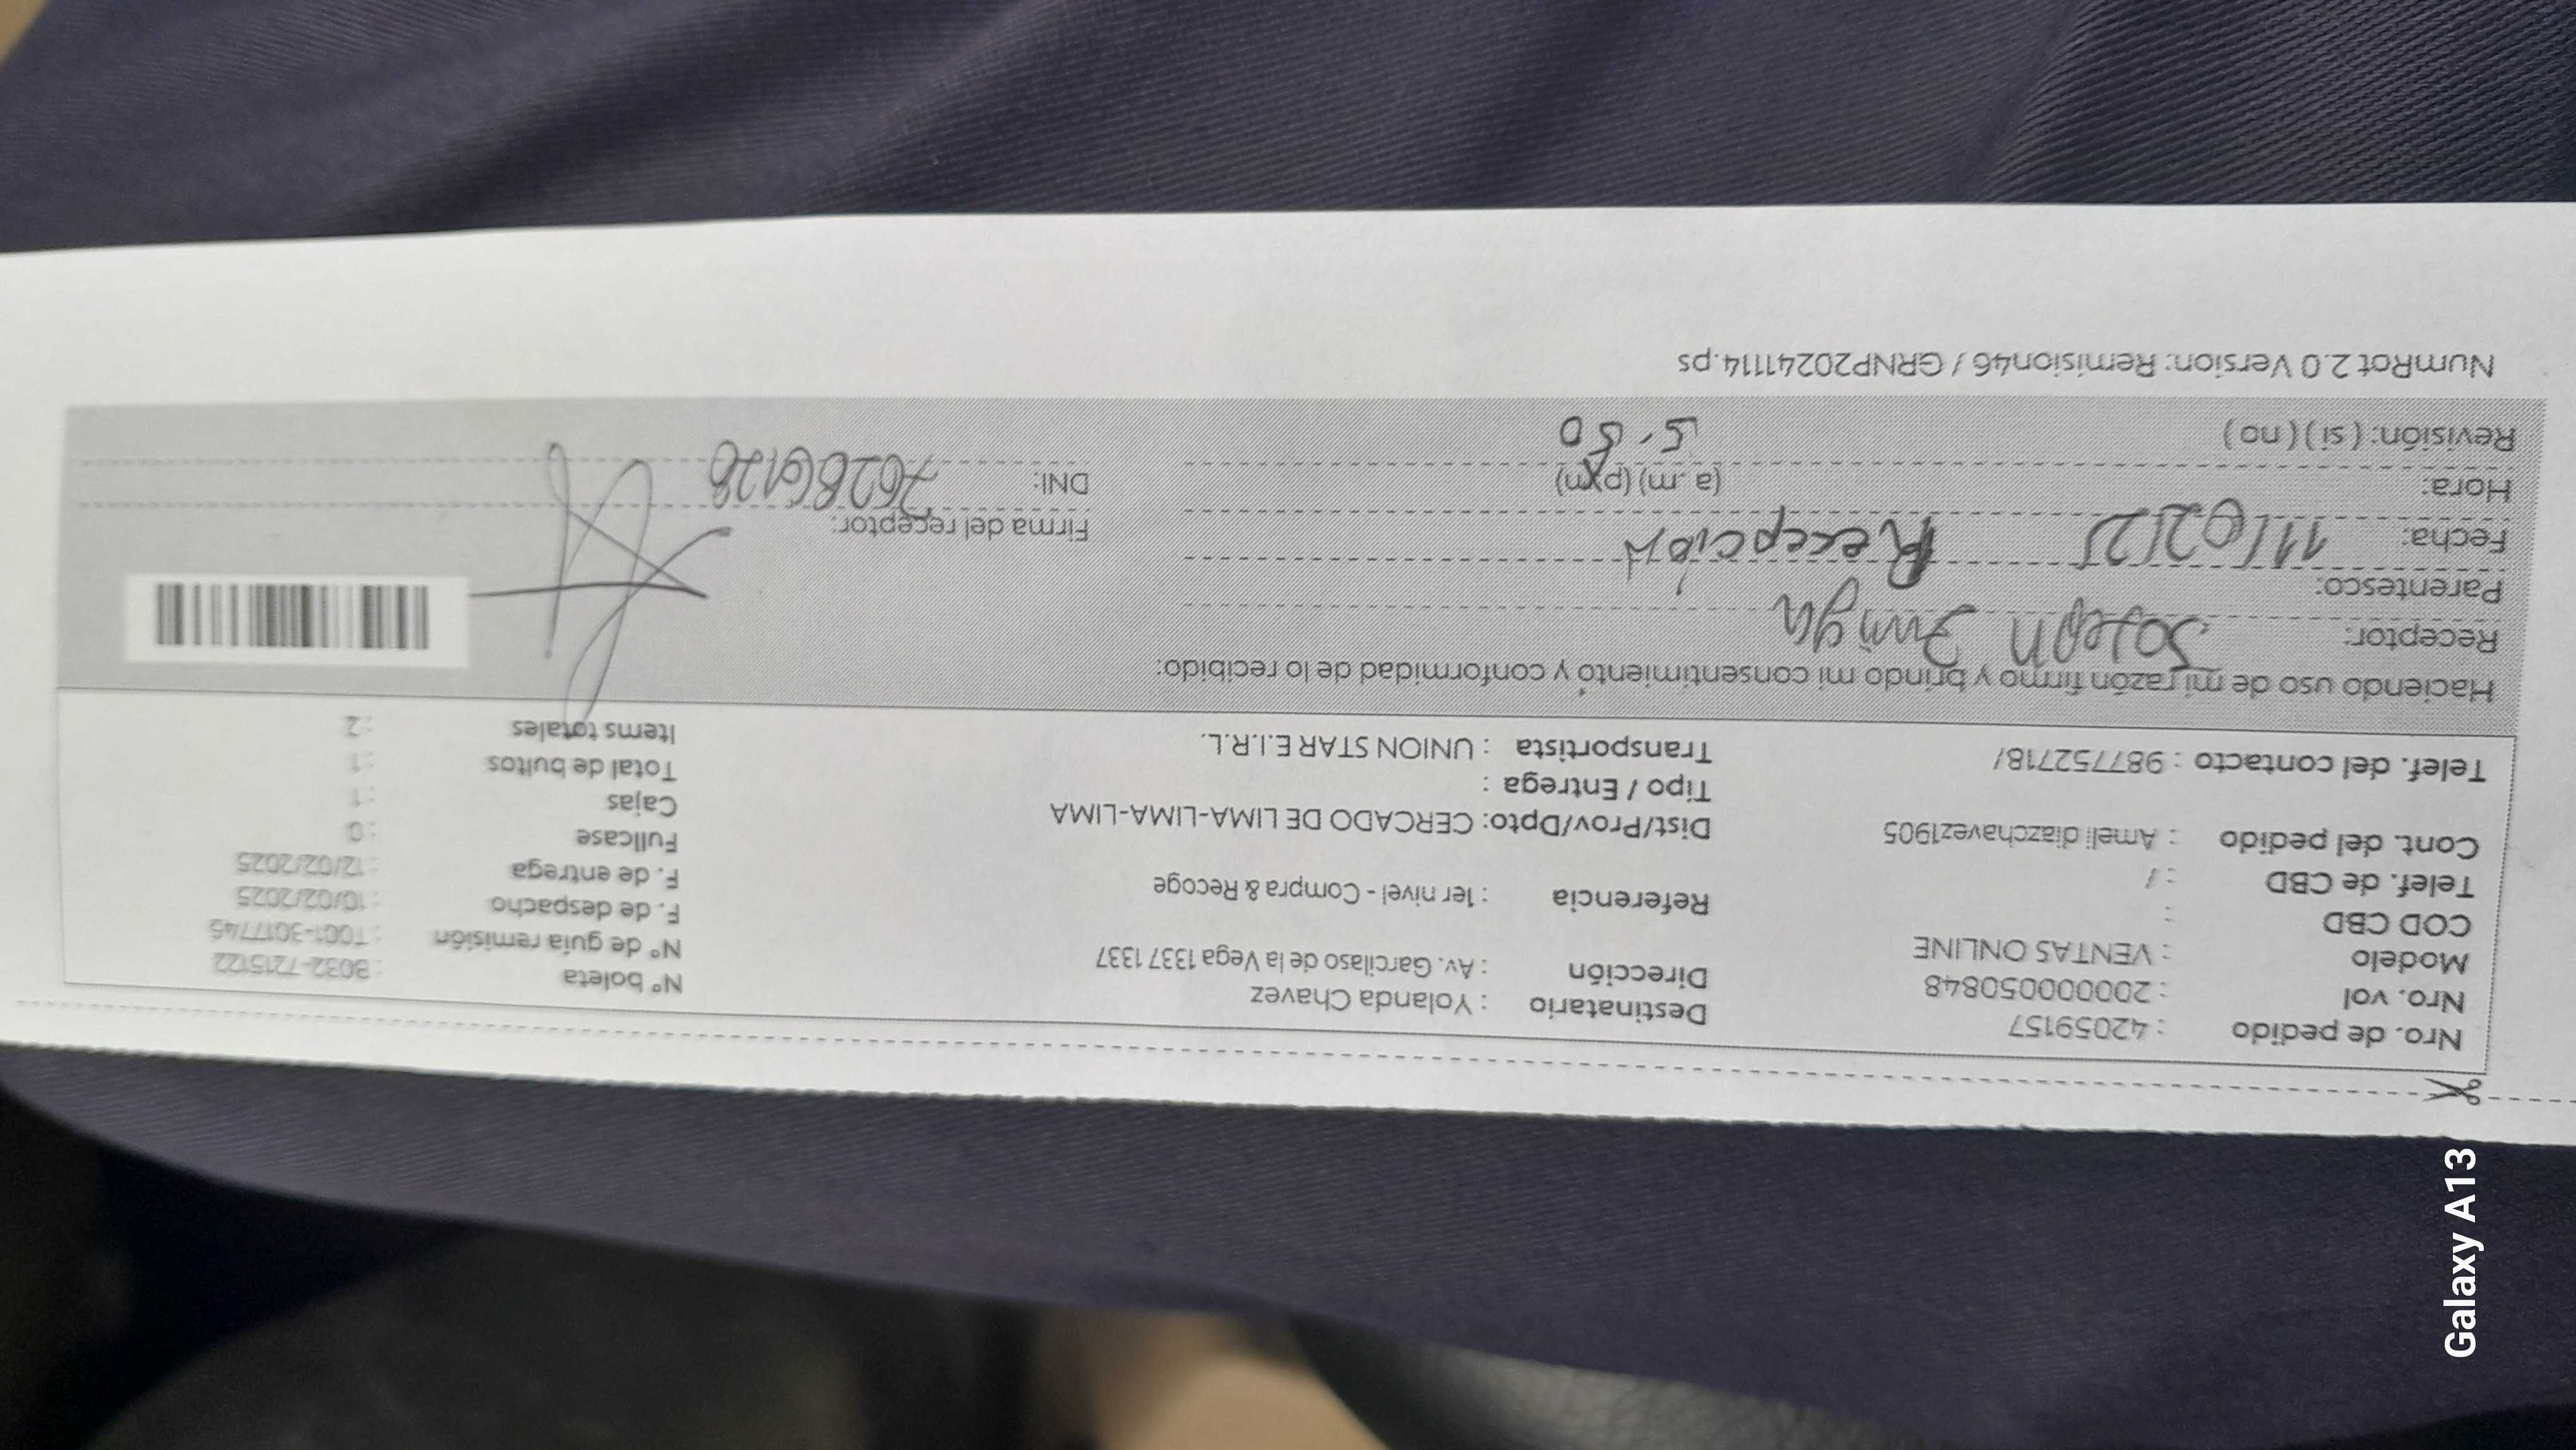 Nro. de pedido : 42059157
Nro. vol : 20000050848
Modelo : VENTAS ONLINE
COD CBD :
Telef. de CBD : /
Cont. del pedido : Ameli diazchavez1905
Telef. del contacto : 987752718/
Destinatario : Yolanda Chavez
Dirección : Av. Garcilaso de la Vega 1337 1337
Referencia : 1er nivel - Compra & Recoge
Dist/Prov/Dpto: CERCADO DE LIMA-LIMA-LIMA
Tipo / Entrega :
Transportista : UNION STAR E.I.R.L.
N° boleta : B032-7215122
N° de guía remisión : T001-3017745
F. de despacho : 10/02/2025
F. de entrega : 12/02/2025
Fullcase : 0
Cajas : 1
Total de bultos : 1
Items totales : 2
Haciendo uso de mi razón firmo y brindo mi consentimiento y conformidad de lo recibido:
Receptor: Joseph
Parentesco: Recepción
Fecha: 11/02/25
Hora: (a .m) (p.m) 5:50
Revisión: ( si ) ( no )
Firma del receptor:
DNI:
NumRot 2.0 Version: Remision46 / GRNP20241114.ps
Galaxy A13